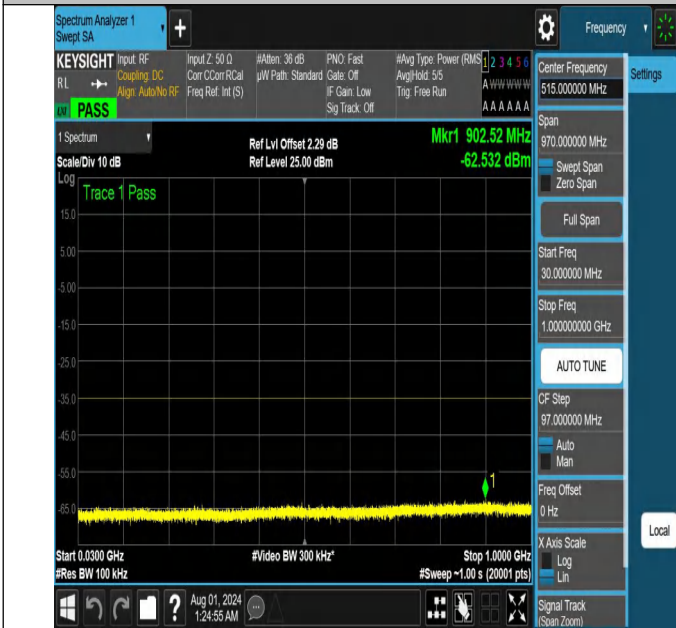 Spectrum Analyzer 1
Swept SA
+
Frequency
KEYSIGHT
RL
PASS
Input: RF
Coupling: DC
Align: Auto/No RF
Input Z: 50 Ω
Corr CCorr RCal
Freq Ref: Int (S)
#Atten: 36 dB
µW Path: Standard
PNO: Fast
Gate: Off
IF Gain: Low
Sig Track: Off
#Avg Type: Power (RMS
Avg|Hold: 5/5
Trig: Free Run
1 2 3 4 5 6
A W W W W W
A A A A A A
1 Spectrum
Scale/Div 10 dB
Log
Ref Lvl Offset 2.29 dB
Ref Level 25.00 dBm
Mkr1 902.52 MHz
-62.532 dBm
Trace 1 Pass
15.0
5.00
-5.00
-15.0
-25.0
-35.0
-45.0
-55.0
-65.0
1
Start 0.0300 GHz
#Res BW 100 kHz
#Video BW 300 kHz*
Stop 1.0000 GHz
#Sweep ~1.00 s (20001 pts)
Center Frequency
515.000000 MHz
Settings
Span
970.000000 MHz
Swept Span
Zero Span
Full Span
Start Freq
30.000000 MHz
Stop Freq
1.000000000 GHz
AUTO TUNE
CF Step
97.000000 MHz
Auto
Man
Freq Offset
0 Hz
X Axis Scale
Log
Lin
Local
Signal Track
(Span Zoom)
?
Aug 01, 2024
1:24:55 AM